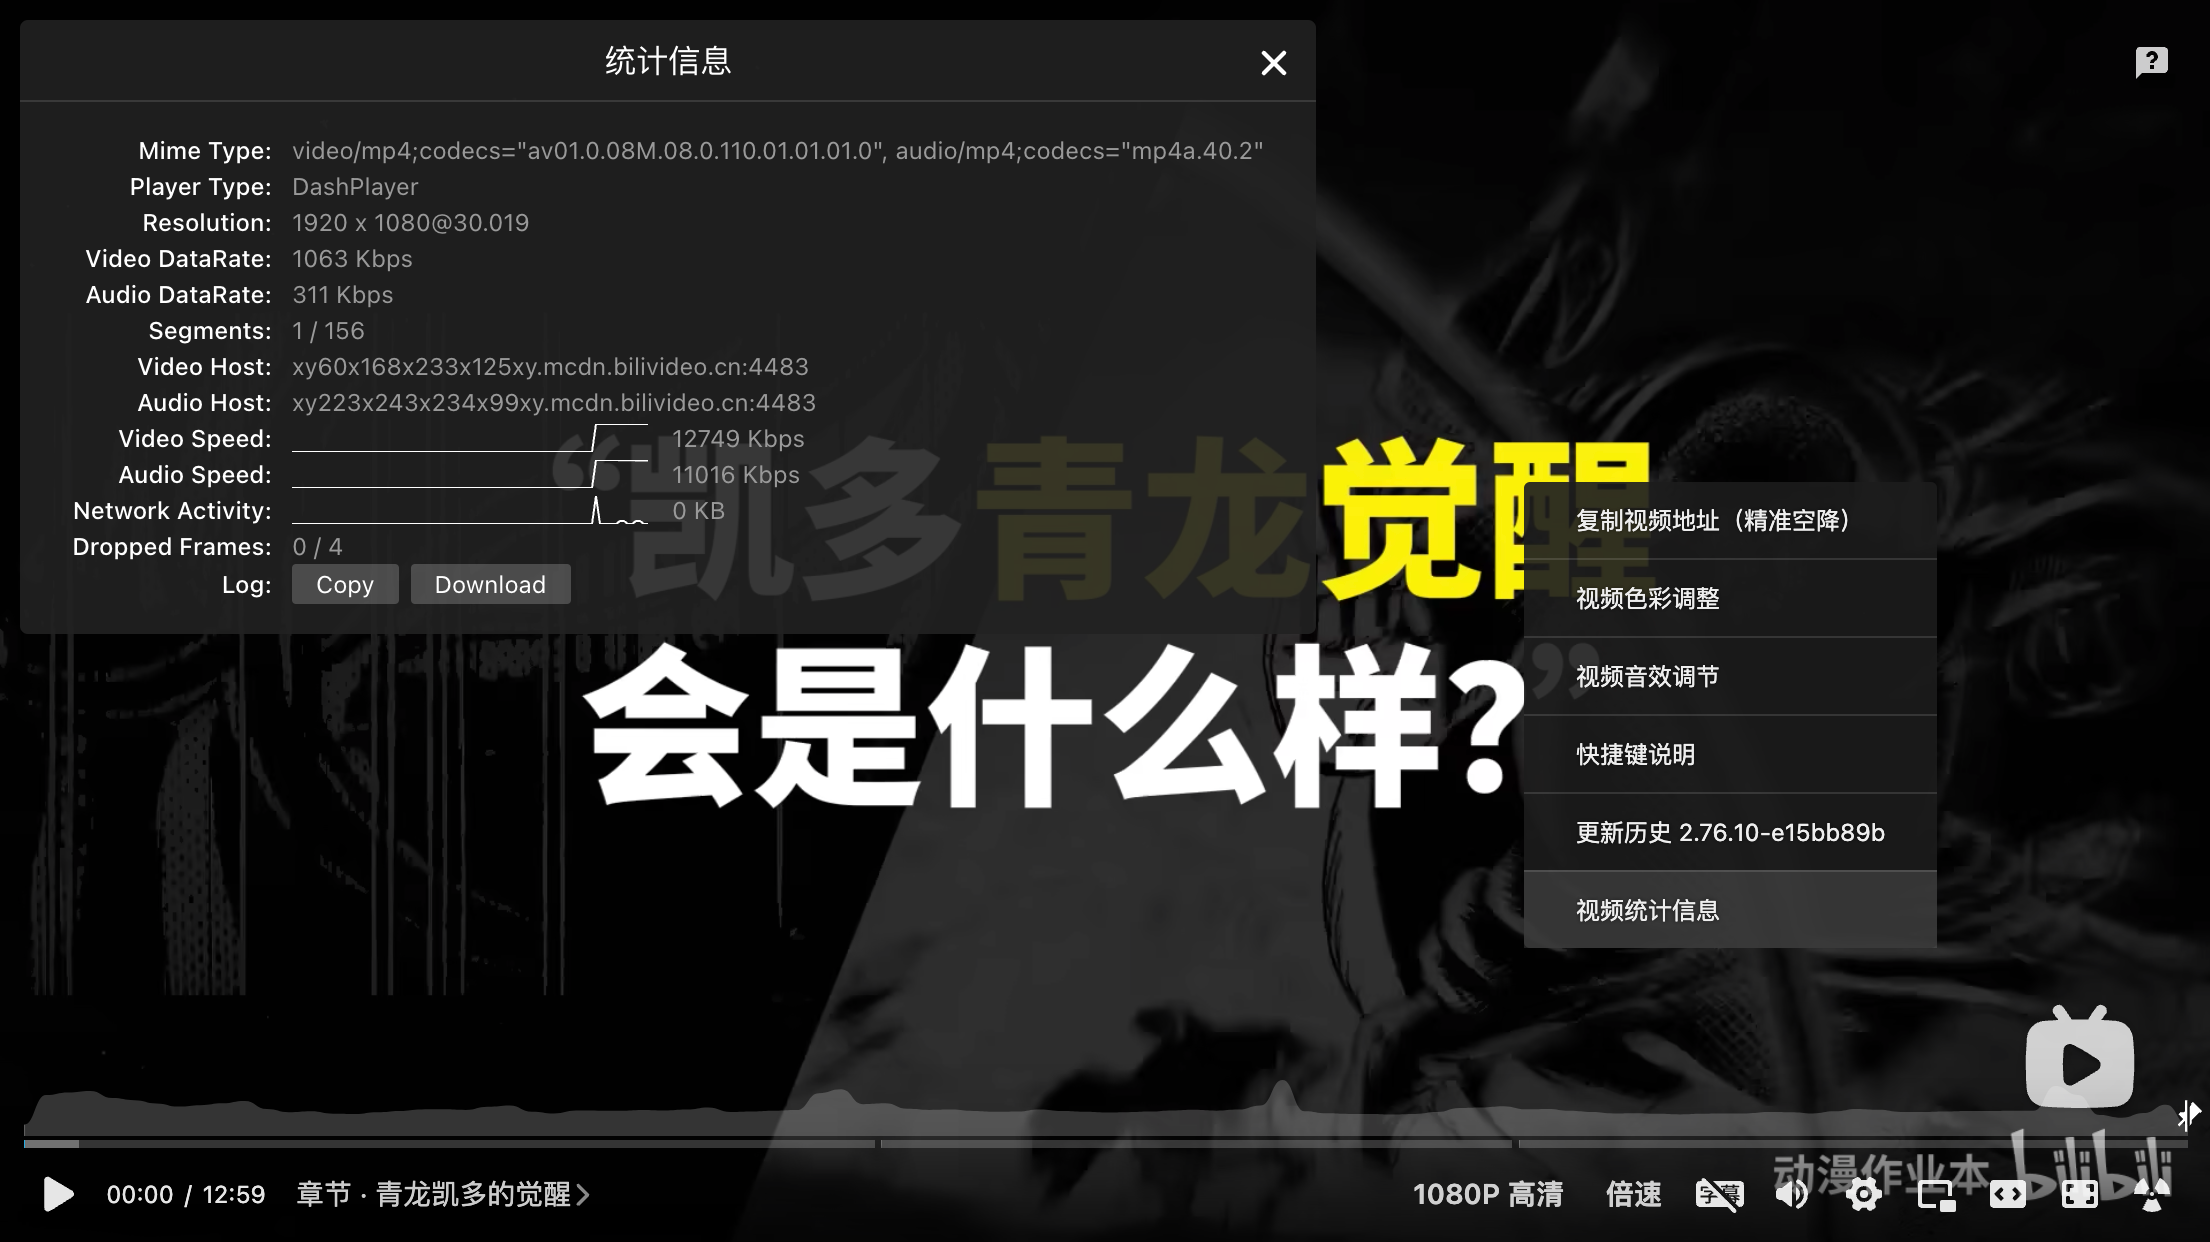 统计信息
Mime Type: video/mp4;codecs="av01.0.08M.08.0.110.01.01.01.0", audio/mp4;codecs="mp4a.40.2"
Player Type: DashPlayer
Resolution: 1920 x 1080@30.019
Video DataRate: 1063 Kbps
Audio DataRate: 311 Kbps
Segments: 1 / 156
Video Host: xy60x168x233x125xy.mcdn.bilivideo.cn:4483
Audio Host: xy223x243x234x99xy.mcdn.bilivideo.cn:4483
Video Speed: 12749 Kbps
Audio Speed: 11016 Kbps
Network Activity: 0 KB
Dropped Frames: 0 / 4
Log: Copy Download
“凯多青龙觉醒
会是什么样?”
复制视频地址（精准空降）
视频色彩调整
视频音效调节
快捷键说明
更新历史 2.76.10-e15bb89b
视频统计信息
动漫作业本 bilibili
00:00 / 12:59 章节 · 青龙凯多的觉醒 1080P 高清 倍速 字幕